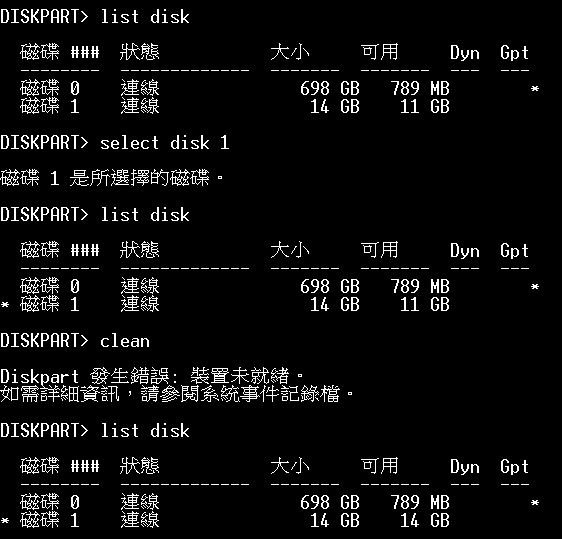 DISKPART> list disk
磁碟 ### 狀態 大小 可用 Dyn Gpt
-------- ------------- ------- ------- --- ---
磁碟 0 連線 698 GB 789 MB *
磁碟 1 連線 14 GB 11 GB
DISKPART> select disk 1
磁碟 1 是所選擇的磁碟。
DISKPART> list disk
磁碟 ### 狀態 大小 可用 Dyn Gpt
-------- ------------- ------- ------- --- ---
磁碟 0 連線 698 GB 789 MB *
* 磁碟 1 連線 14 GB 11 GB
DISKPART> clean
Diskpart 發生錯誤: 裝置未就緒。
如需詳細資訊，請參閱系統事件記錄檔。
DISKPART> list disk
磁碟 ### 狀態 大小 可用 Dyn Gpt
-------- ------------- ------- ------- --- ---
磁碟 0 連線 698 GB 789 MB *
* 磁碟 1 連線 14 GB 14 GB